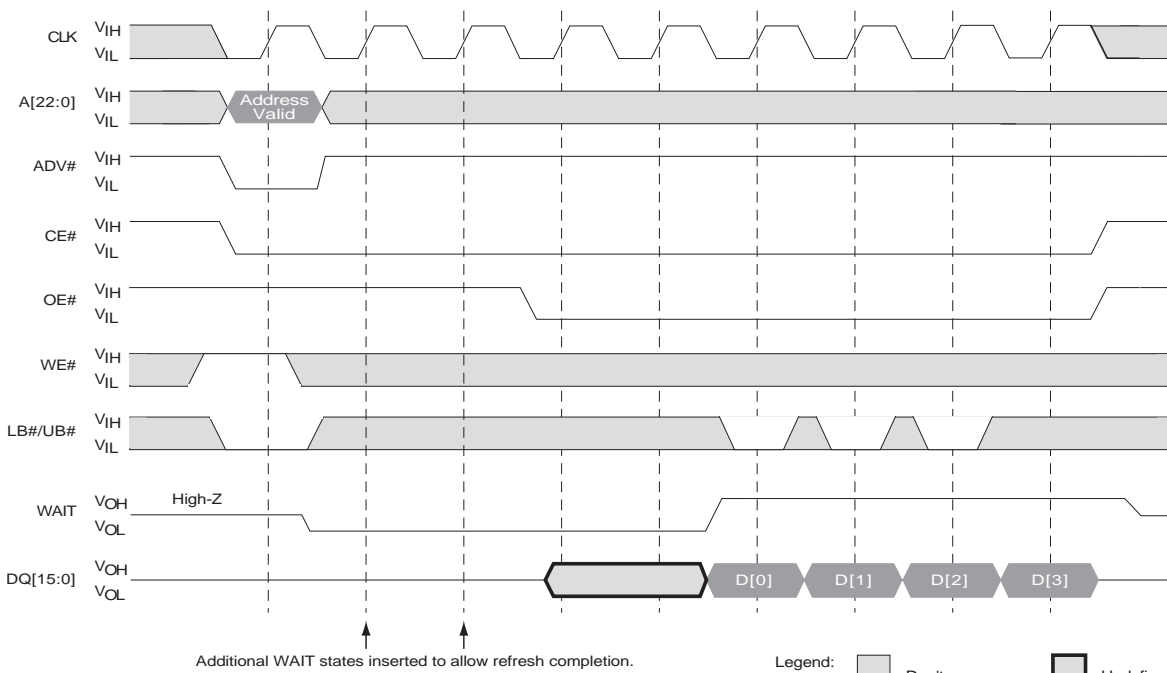 CLK VIH
VIL
A[22:0] VIH
VIL
Address
Valid
ADV# VIH
VIL
CE# VIH
VIL
OE# VIH
VIL
WE# VIH
VIL
LB#/UB# VIH
VIL
WAIT VOH
VOL
High-Z
DQ[15:0] VOH
VOL
D[0] D[1] D[2] D[3]
Additional WAIT states inserted to allow refresh completion.
Legend: